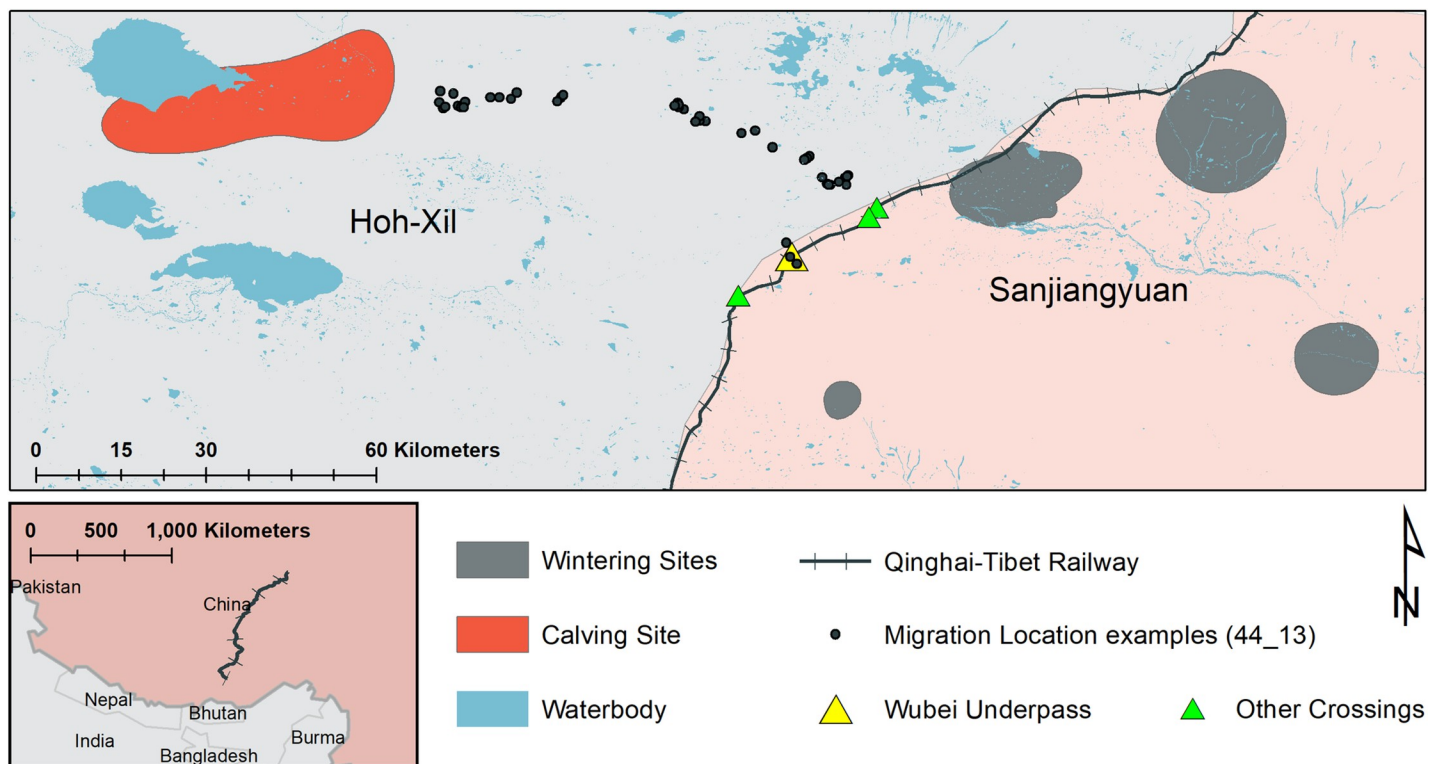 Hoh-Xil
Sanjiangyuan
0 15 30 60 Kilometers
0 500 1,000 Kilometers
Pakistan
China
Nepal
Bhutan
India
Burma
Bangladesh
Wintering Sites
Qinghai-Tibet Railway
Calving Site
Migration Location examples (44_13)
Waterbody
Wubei Underpass
Other Crossings
N